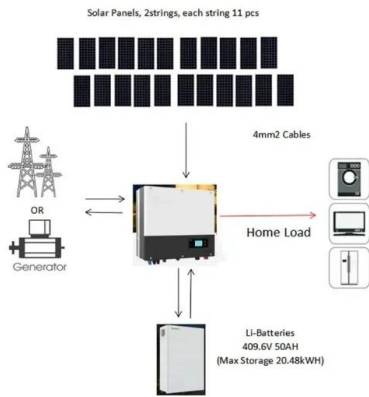 Solar Panels, 2strings, each string 11 pcs
4mm2 Cables
OR
Generator
Home Load
Li-Batteries
409.6V 50AH
(Max Storage 20.48kWH)